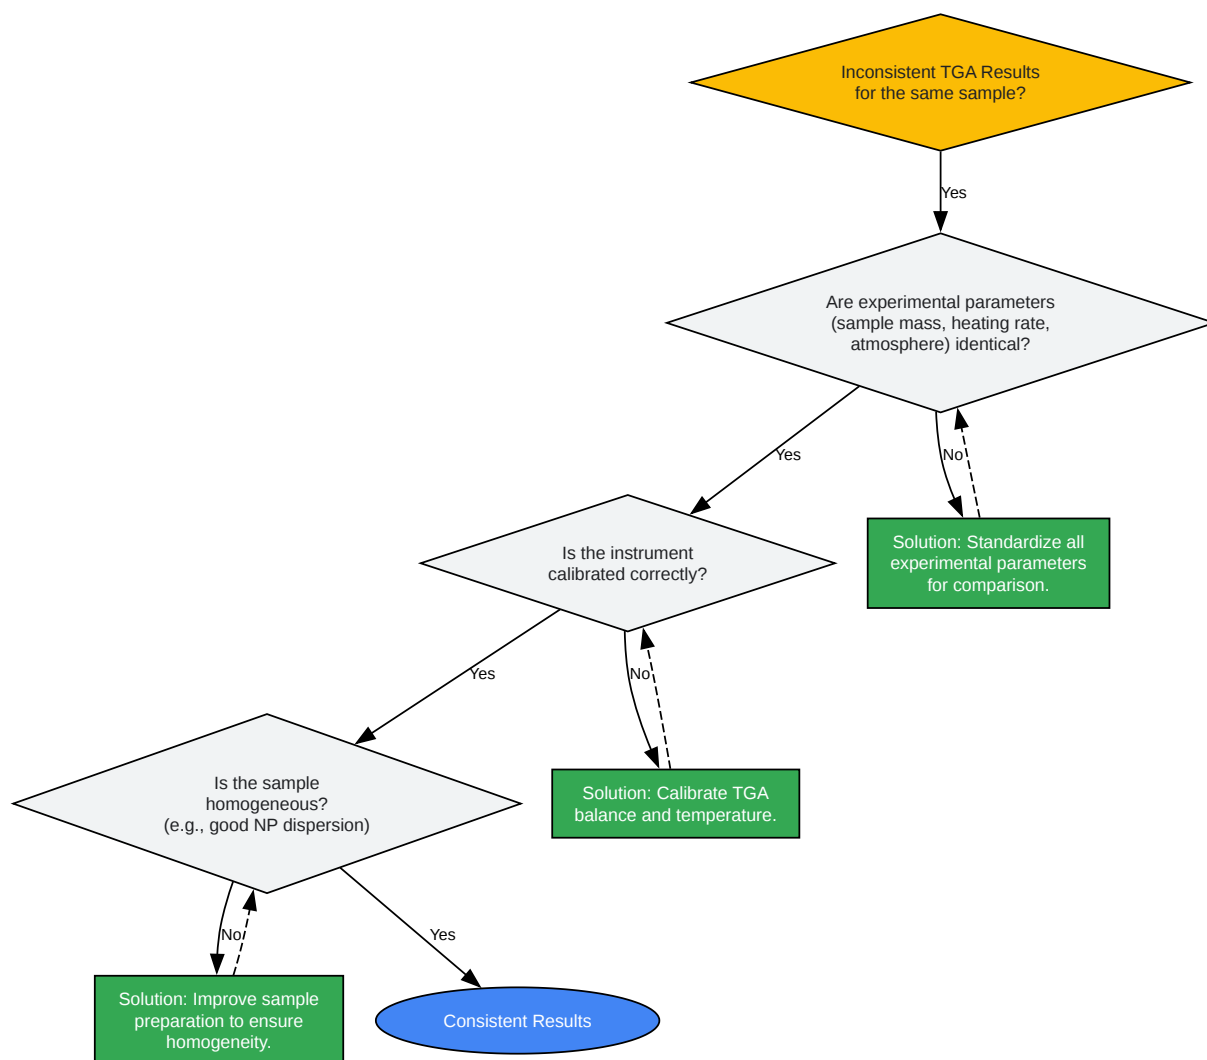 Inconsistent TGA Results
for the same sample?
Yes
Are experimental parameters
(sample mass, heating rate,
atmosphere) identical?
Yes
No
Solution: Standardize all
experimental parameters
for comparison.
Is the instrument
calibrated correctly?
Yes
No
Solution: Calibrate TGA
balance and temperature.
Is the sample
homogeneous?
(e.g., good NP dispersion)
No
Yes
Solution: Improve sample
preparation to ensure
homogeneity.
Consistent Results